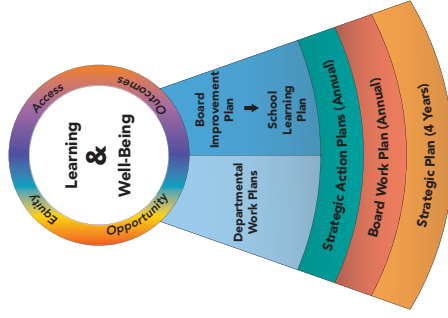 Access
Outcomes
Equity
Opportunity
Learning
&
Well-Being
Board
Improvement
Plan
School
Learning
Plan
Departmental
Work Plans
Strategic Action Plans (Annual)
Board Work Plan (Annual)
Strategic Plan (4 Years)